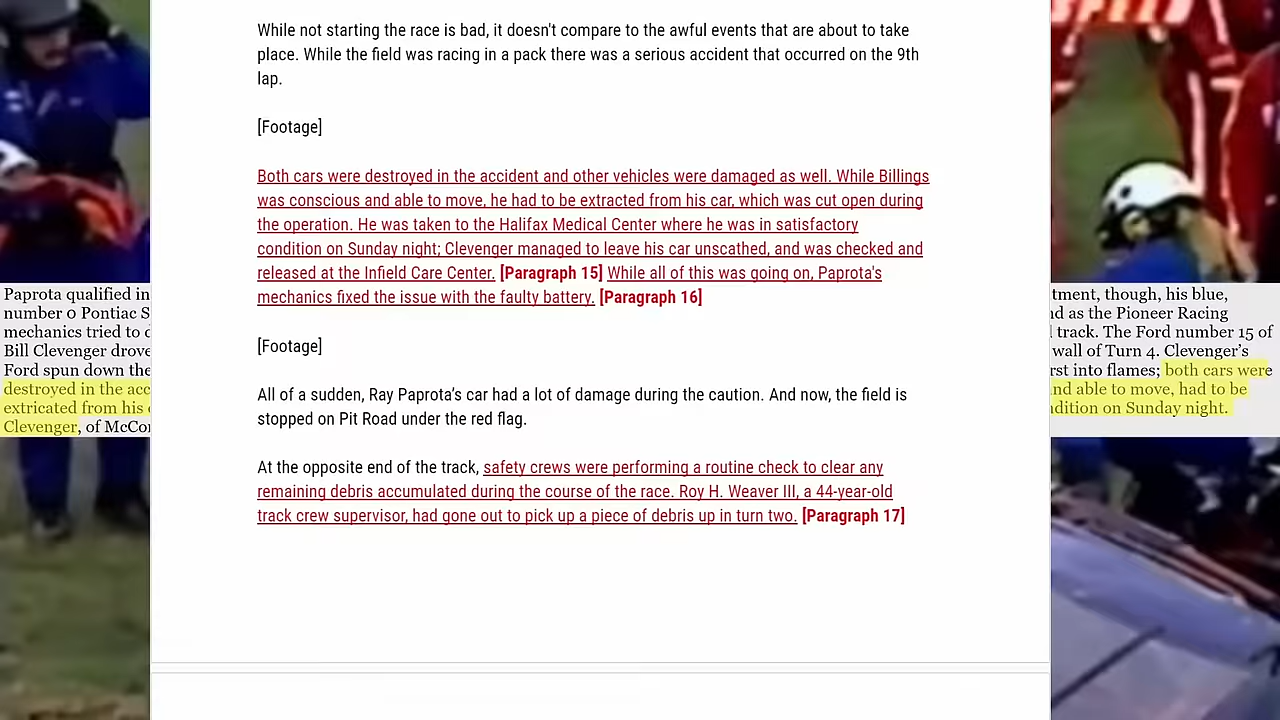 While not starting the race is bad, it doesn't compare to the awful events that are about to take
place. While the field was racing in a pack there was a serious accident that occurred on the 9th
lap.
[Footage]
Both cars were destroyed in the accident and other vehicles were damaged as well. While Billings
was conscious and able to move, he had to be extracted from his car, which was cut open during
the operation. He was taken to the Halifax Medical Center where he was in satisfactory
condition on Sunday night; Clevenger managed to leave his car unscathed, and was checked and
released at the Infield Care Center. [Paragraph 15] While all of this was going on, Paprota's
mechanics fixed the issue with the faulty battery. [Paragraph 16]
[Footage]
All of a sudden, Ray Paprota’s car had a lot of damage during the caution. And now, the field is
stopped on Pit Road under the red flag.
At the opposite end of the track, safety crews were performing a routine check to clear any
remaining debris accumulated during the course of the race. Roy H. Weaver III, a 44-year-old
track crew supervisor, had gone out to pick up a piece of debris up in turn two. [Paragraph 17]
Paprota qualified in
number 0 Pontiac S
mechanics tried to
Bill Clevenger drove
Ford spun down the
destroyed in the acc
extricated from his
Clevenger, of McCo
tment, though, his blue,
nd as the Pioneer Racing
l track. The Ford number 15 of
wall of Turn 4. Clevenger’s
rst into flames; both cars were
nd able to move, had to be
ndition on Sunday night.